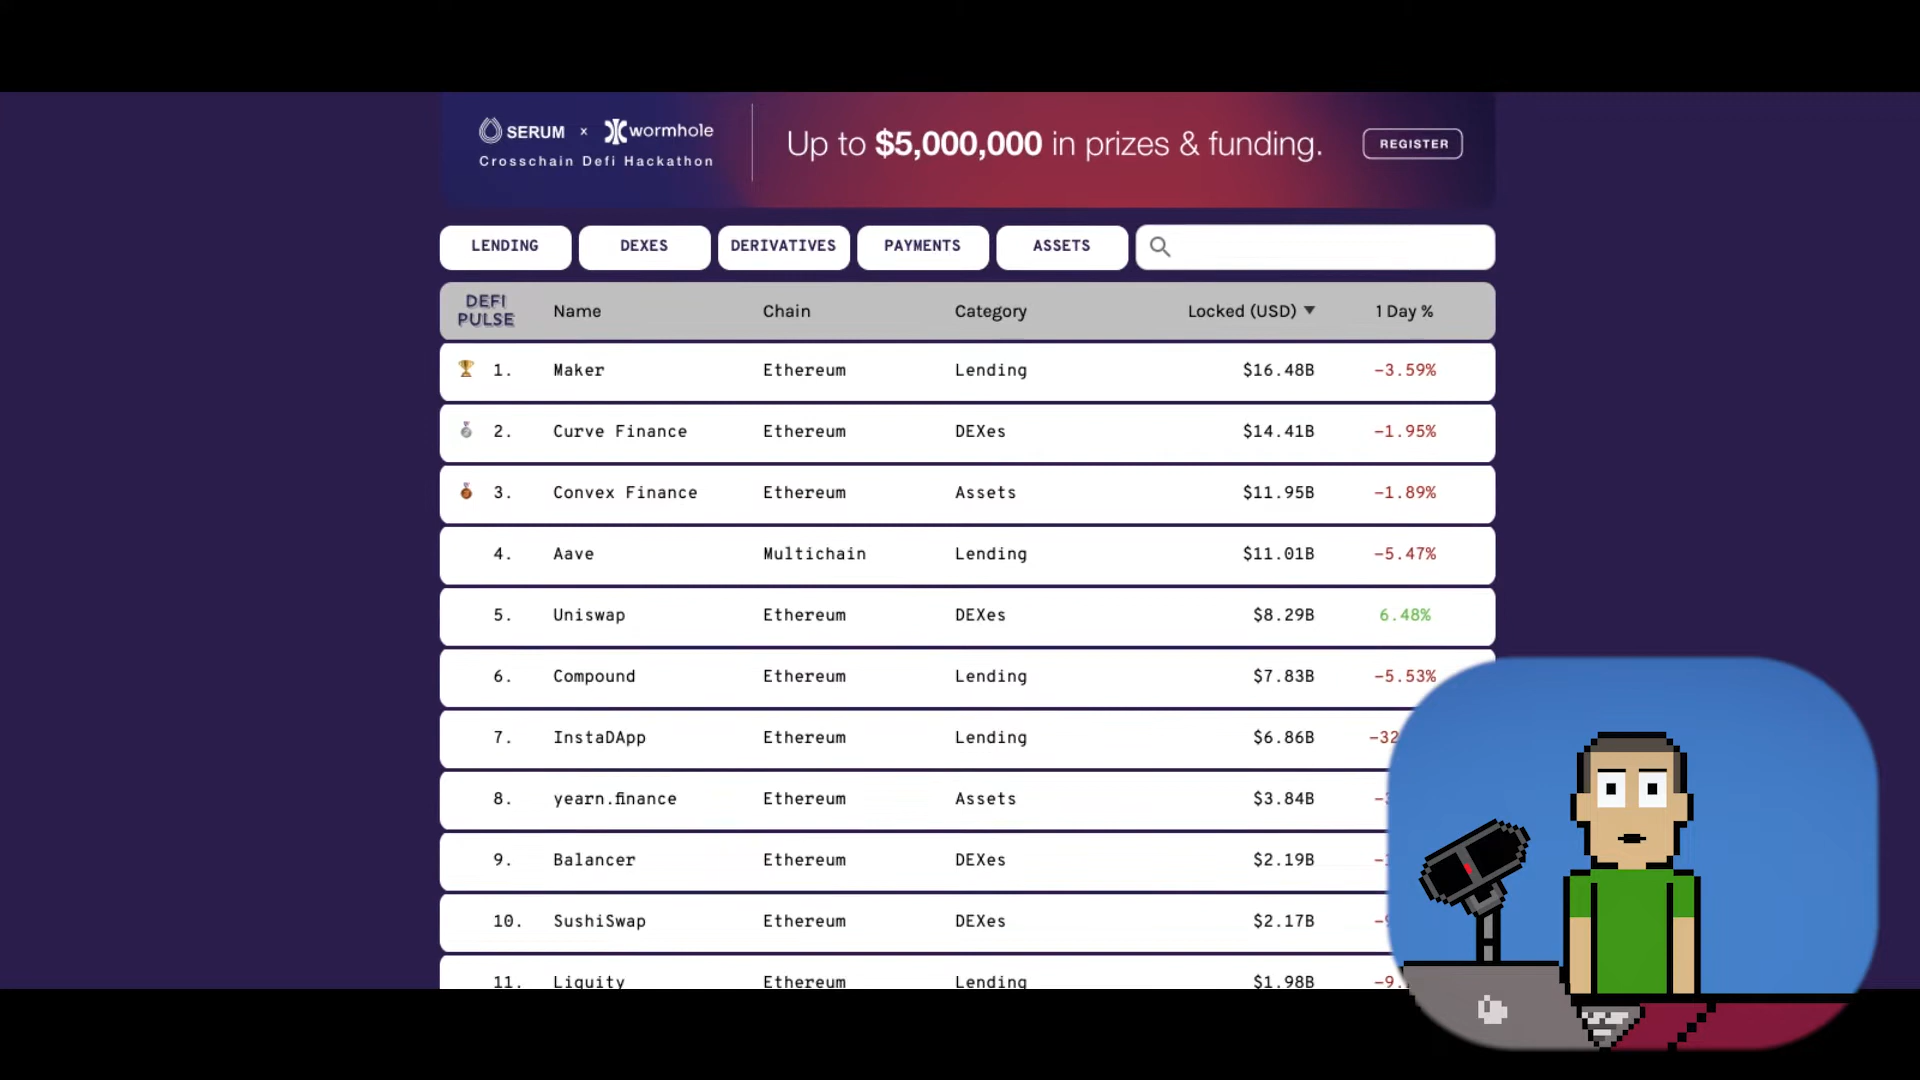 SERUM x wormhole
Crosschain Defi Hackathon
Up to $5,000,000 in prizes & funding.
REGISTER
LENDING DEXES DERIVATIVES PAYMENTS ASSETS
DEFI PULSE Name Chain Category Locked (USD) ▼ 1 Day %
1. Maker Ethereum Lending $16.48B -3.59%
2. Curve Finance Ethereum DEXes $14.41B -1.95%
3. Convex Finance Ethereum Assets $11.95B -1.89%
4. Aave Multichain Lending $11.01B -5.47%
5. Uniswap Ethereum DEXes $8.29B 6.48%
6. Compound Ethereum Lending $7.83B -5.53%
7. InstaDApp Ethereum Lending $6.86B -32
8. yearn.finance Ethereum Assets $3.84B
9. Balancer Ethereum DEXes $2.19B
10. SushiSwap Ethereum DEXes $2.17B
11. Liquity Ethereum Lending $1.98B -9.